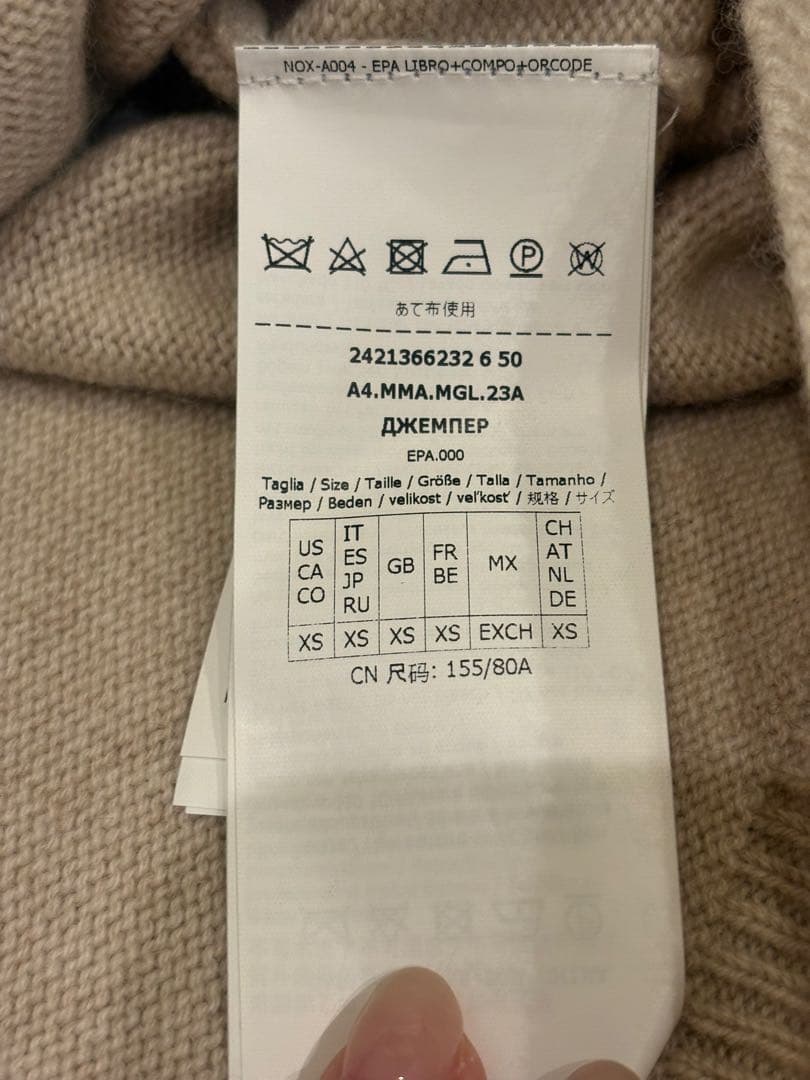 NOX-A004 - EPA LIBRO+COMPO+QRCODE
P
W
あて布使用
2421366232 6 50
A4.MMA.MGL.23A
ДЖЕМПЕР
EPA.000
Taglia / Size / Taille / Größe / Talla / Tamanho /
Размер / Beden / velikost / veľkosť / 规格 / サイズ
US CA CO
IT ES JP RU
GB
FR BE
MX
CH AT NL DE
XS XS XS XS EXCH XS
CN 尺码: 155/80A